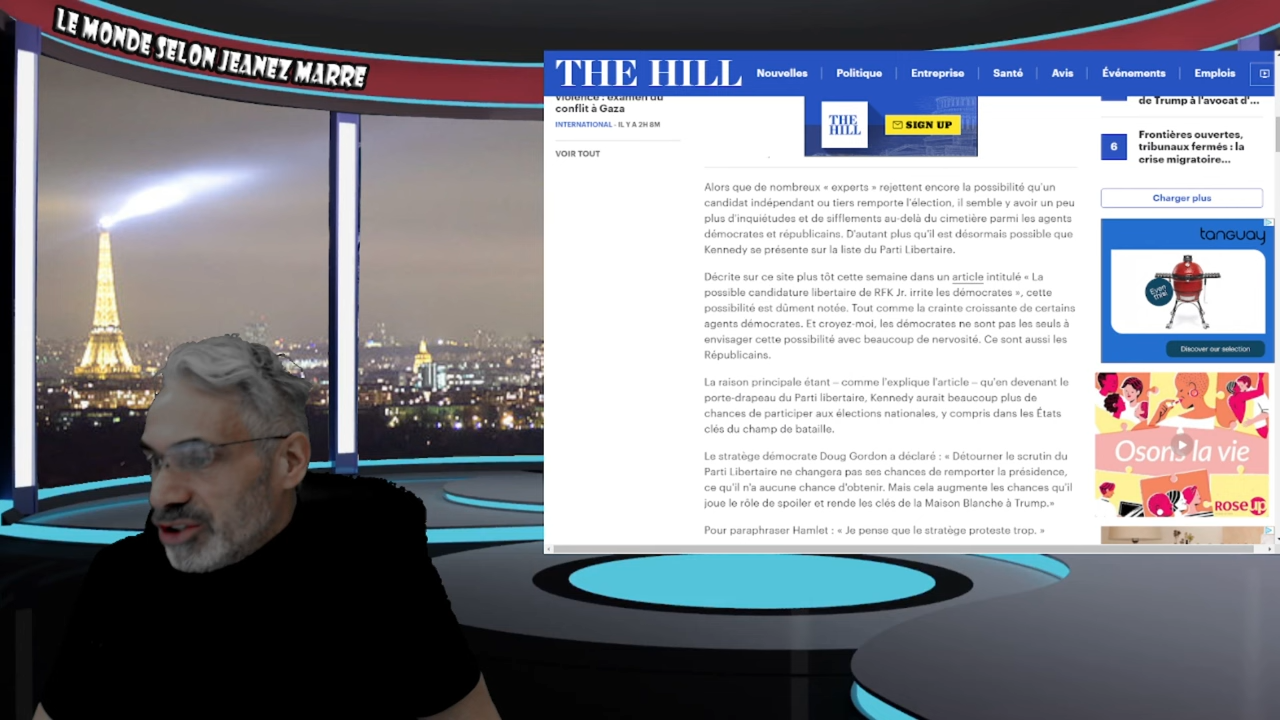 LE MONDE SELON JEANEZ MARRE
THE HILL
Nouvelles
Politique
Entreprise
Santé
Avis
Événements
Emplois
violence : examen du
conflit à Gaza
INTERNATIONAL - IL Y A 2H 8M
VOIR TOUT
THE
HILL
SIGN UP
Alors que de nombreux « experts » rejettent encore la possibilité qu'un
candidat indépendant ou tiers remporte l'élection, il semble y avoir un peu
plus d'inquiétudes et de sifflements au-delà du cimetière parmi les agents
démocrates et républicains. D'autant plus qu'il est désormais possible que
Kennedy se présente sur la liste du Parti Libertaire.
Décrite sur ce site plus tôt cette semaine dans un article intitulé « La
possible candidature libertaire de RFK Jr. irrite les démocrates », cette
possibilité est dûment notée. Tout comme la crainte croissante de certains
agents démocrates. Et croyez-moi, les démocrates ne sont pas les seuls à
envisager cette possibilité avec beaucoup de nervosité. Ce sont aussi les
Républicains.
La raison principale étant – comme l'explique l'article – qu'en devenant le
porte-drapeau du Parti libertaire, Kennedy aurait beaucoup plus de
chances de participer aux élections nationales, y compris dans les États
clés du champ de bataille.
Le stratège démocrate Doug Gordon a déclaré : « Détourner le scrutin du
Parti Libertaire ne changera pas ses chances de remporter la présidence,
ce qu'il n'a aucune chance d'obtenir. Mais cela augmente les chances qu'il
joue le rôle de spoiler et rende les clés de la Maison Blanche à Trump.»
Pour paraphraser Hamlet : « Je pense que le stratège proteste trop. »
de Trump à l'avocat d'...
6
Frontières ouvertes,
tribunaux fermés : la
crise migratoire...
Charger plus
tanguay
Even
this!
Discover our selection
Osons la vie
ROSE UP